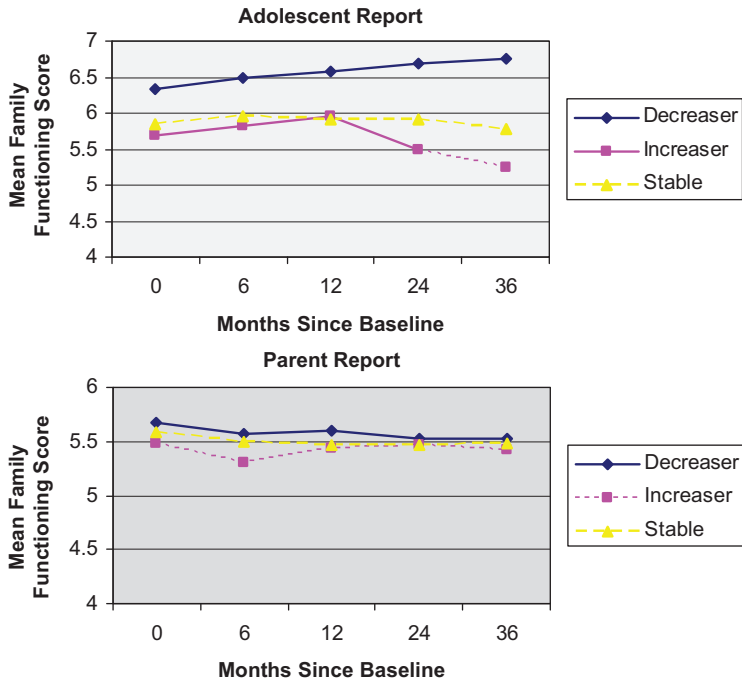 Adolescent Report
7
6.5
6
5.5
5
4.5
4
Mean Family
Functioning Score
0 6 12 24 36
Months Since Baseline
Decreaser
Increaser
Stable
Parent Report
6
5.5
5
4.5
4
Mean Family
Functioning Score
0 6 12 24 36
Months Since Baseline
Decreaser
Increaser
Stable